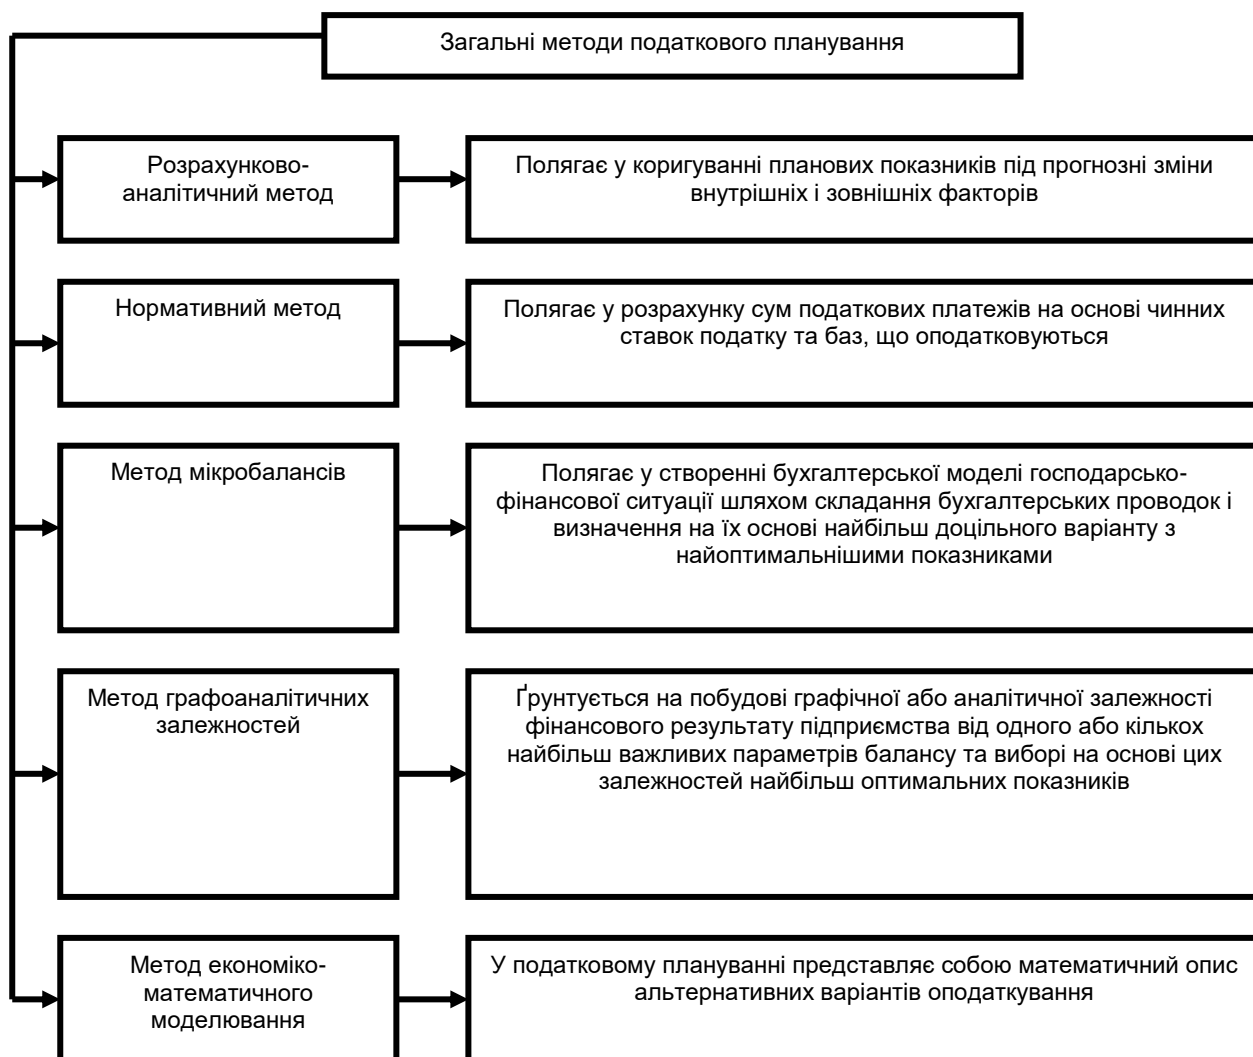 Загальні методи податкового планування
Розрахунково-
аналітичний метод
Полягає у коригуванні планових показників під прогнозні зміни
внутрішніх і зовнішніх факторів
Нормативний метод
Полягає у розрахунку сум податкових платежів на основі чинних
ставок податку та баз, що оподатковуються
Метод мікробалансів
Полягає у створенні бухгалтерської моделі господарсько-
фінансової ситуації шляхом складання бухгалтерських проводок і
визначення на їх основі найбільш доцільного варіанту з
найоптимальнішими показниками
Метод графоаналітичних
залежностей
Ґрунтується на побудові графічної або аналітичної залежності
фінансового результату підприємства від одного або кількох
найбільш важливих параметрів балансу та виборі на основі цих
залежностей найбільш оптимальних показників
Метод економіко-
математичного
моделювання
У податковому плануванні представляє собою математичний опис
альтернативних варіантів оподаткування